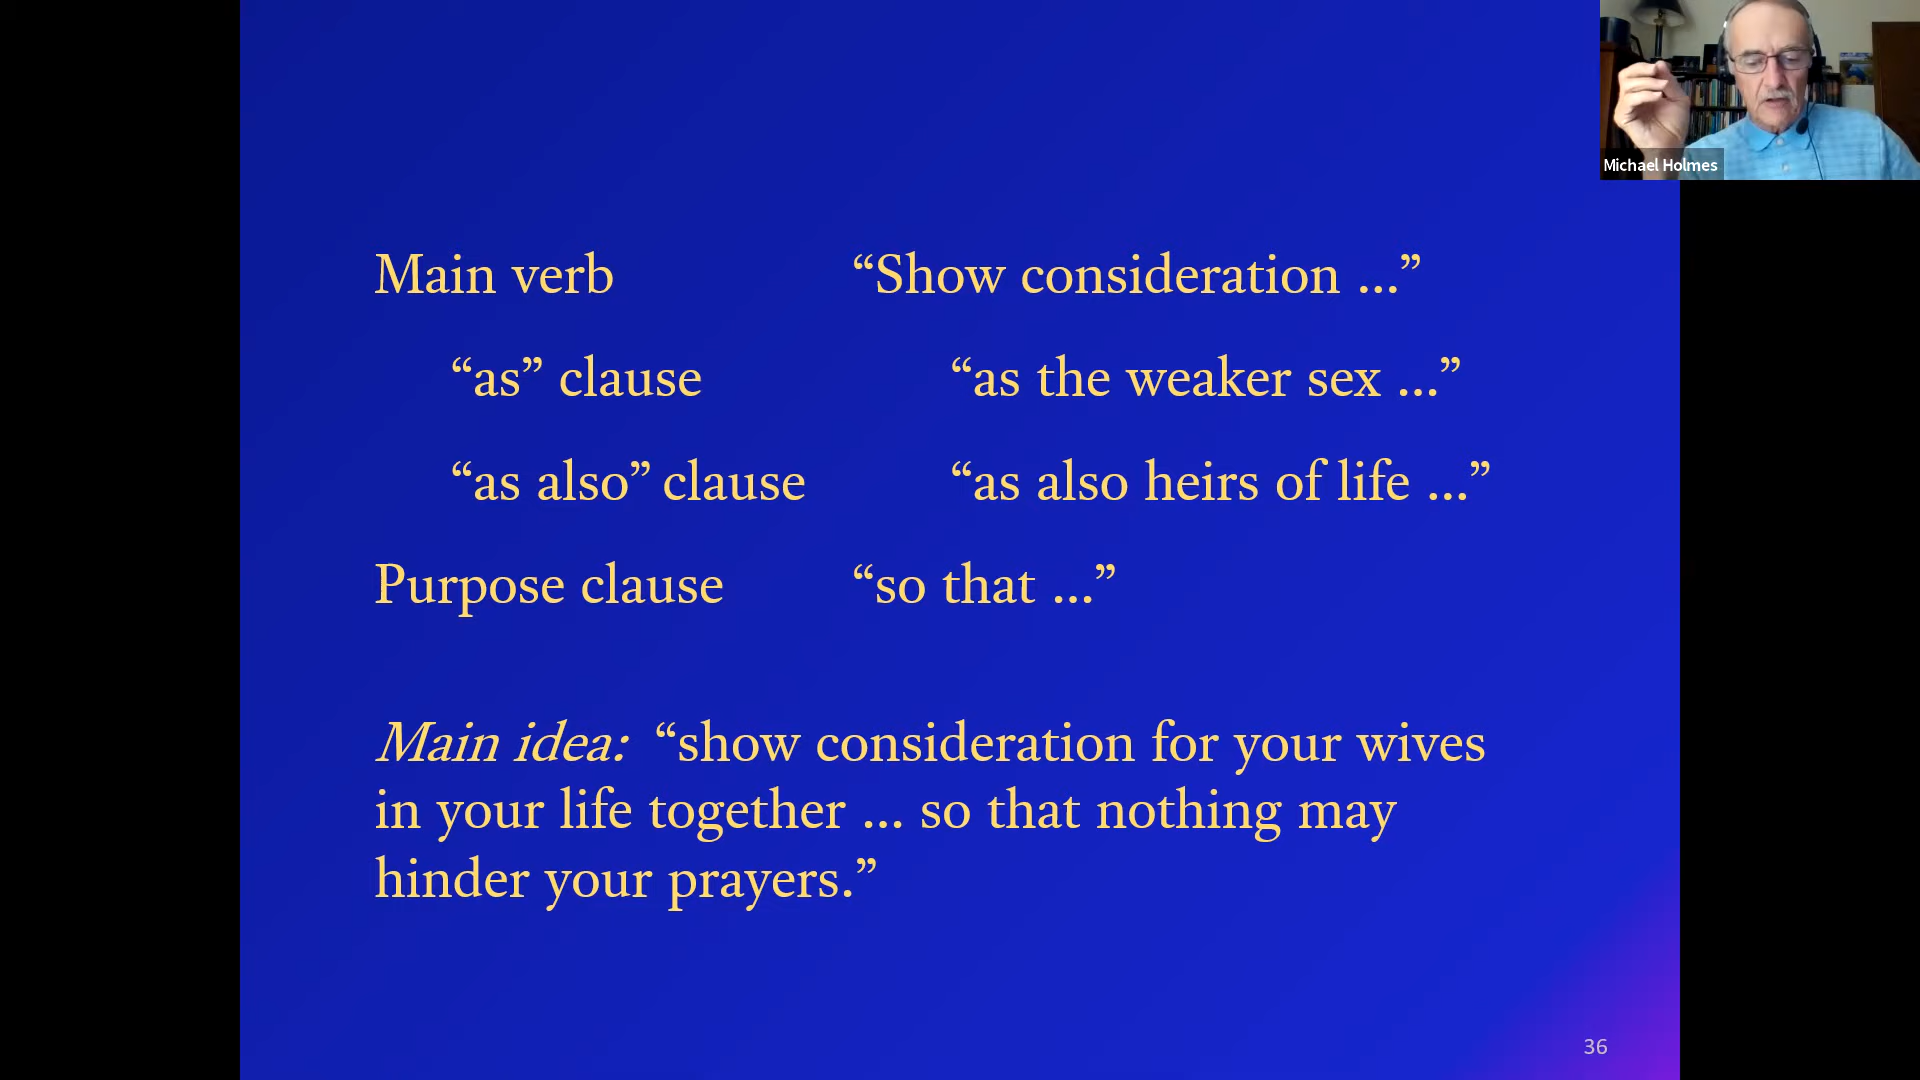 Michael Holmes
Main verb “Show consideration ...”
“as” clause “as the weaker sex ...”
“as also” clause “as also heirs of life ...”
Purpose clause “so that ...”
Main idea: “show consideration for your wives
in your life together ... so that nothing may
hinder your prayers.”
36